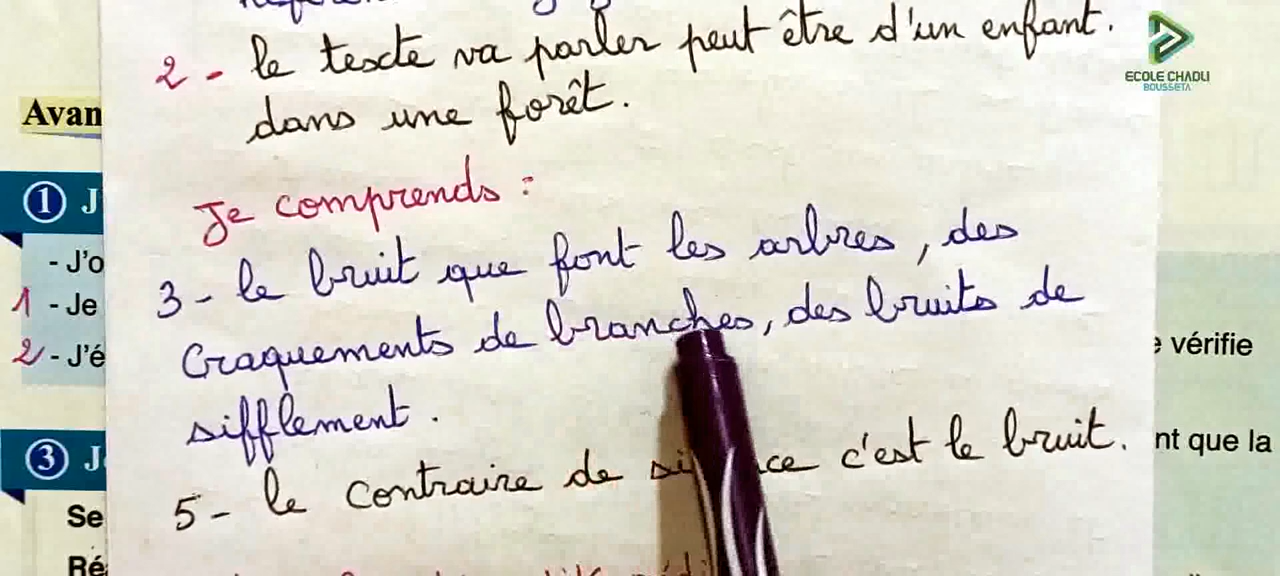 2 - le texte va parler peut être d'un enfant.
dans une forêt.
Je comprends :
3 - le bruit que font les arbres, des
craquements de branches, des bruits de
sifflement.
5 - le contraire de c'est le bruit.
ECOLE CHADLI
BOUSSETA
Avan
1 J
- J'o
1 - Je
2 - J'é
3 J
Se
Ré
vérifie
nt que la